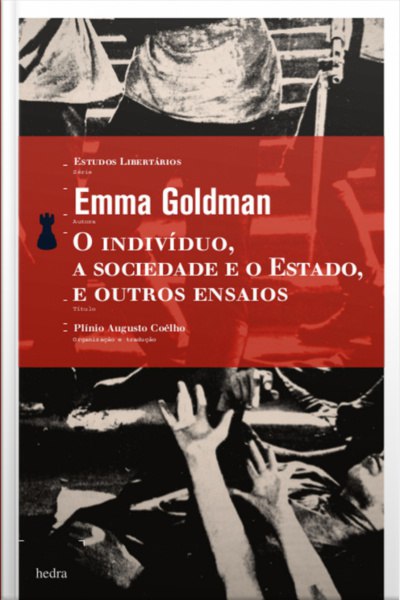 Estudos Libertários
Série
Emma Goldman
Autora
O indivíduo,
a sociedade e o Estado,
e outros ensaios
Título
Plínio Augusto Coêlho
Organização e tradução
hedra